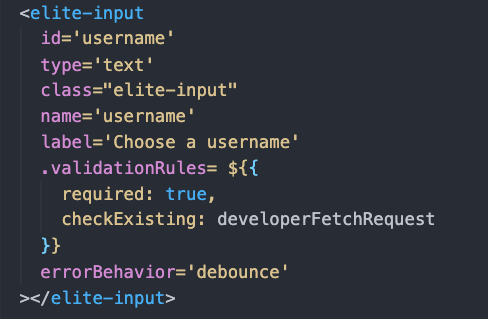 <elite-input
id='username'
type='text'
class="elite-input"
name='username'
label='Choose a username'
.validationRules= ${{
required: true,
checkExisting: developerFetchRequest
}}
errorBehavior='debounce'
></elite-input>